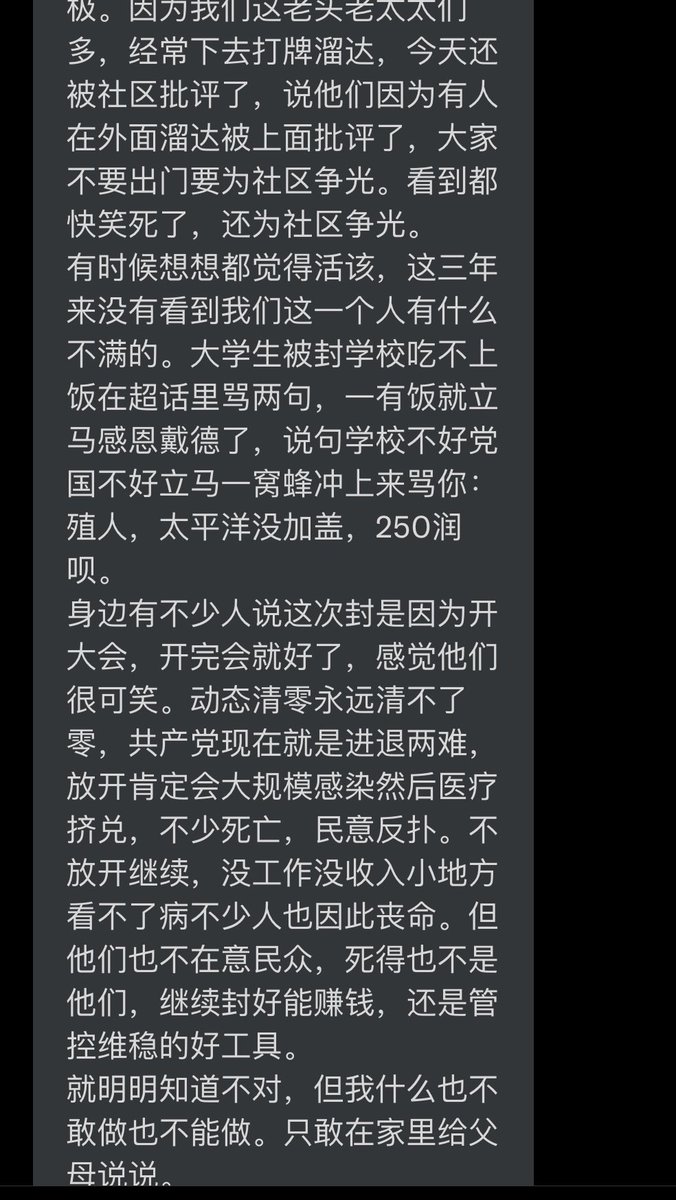 极。因为我们这老头老太太们
多，经常下去打牌溜达，今天还
被社区批评了，说他们因为有人
在外面溜达被上面批评了，大家
不要出门要为社区争光。看到都
快笑死了，还为社区争光。
有时候想想都觉得活该，这三年
来没有看到我们这一个人有什么
不满的。大学生被封学校吃不上
饭在超话里骂两句，一有饭就立
马感恩戴德了，说句学校不好党
国不好立马一窝蜂冲上来骂你：
殖人，太平洋没加盖，250润
呗。
身边有不少人说这次封是因为开
大会，开完会就好了，感觉他们
很可笑。动态清零永远清不了
零，共产党现在就是进退两难，
放开肯定会大规模感染然后医疗
挤兑，不少死亡，民意反扑。不
放开继续，没工作没收入小地方
看不了病不少人也因此丧命。但
他们也不在意民众，死得也不是
他们，继续封好能赚钱，还是管
控维稳的好工具。
就明明知道不对，但我什么也不
敢做也不能做。只敢在家里给父
母说说。